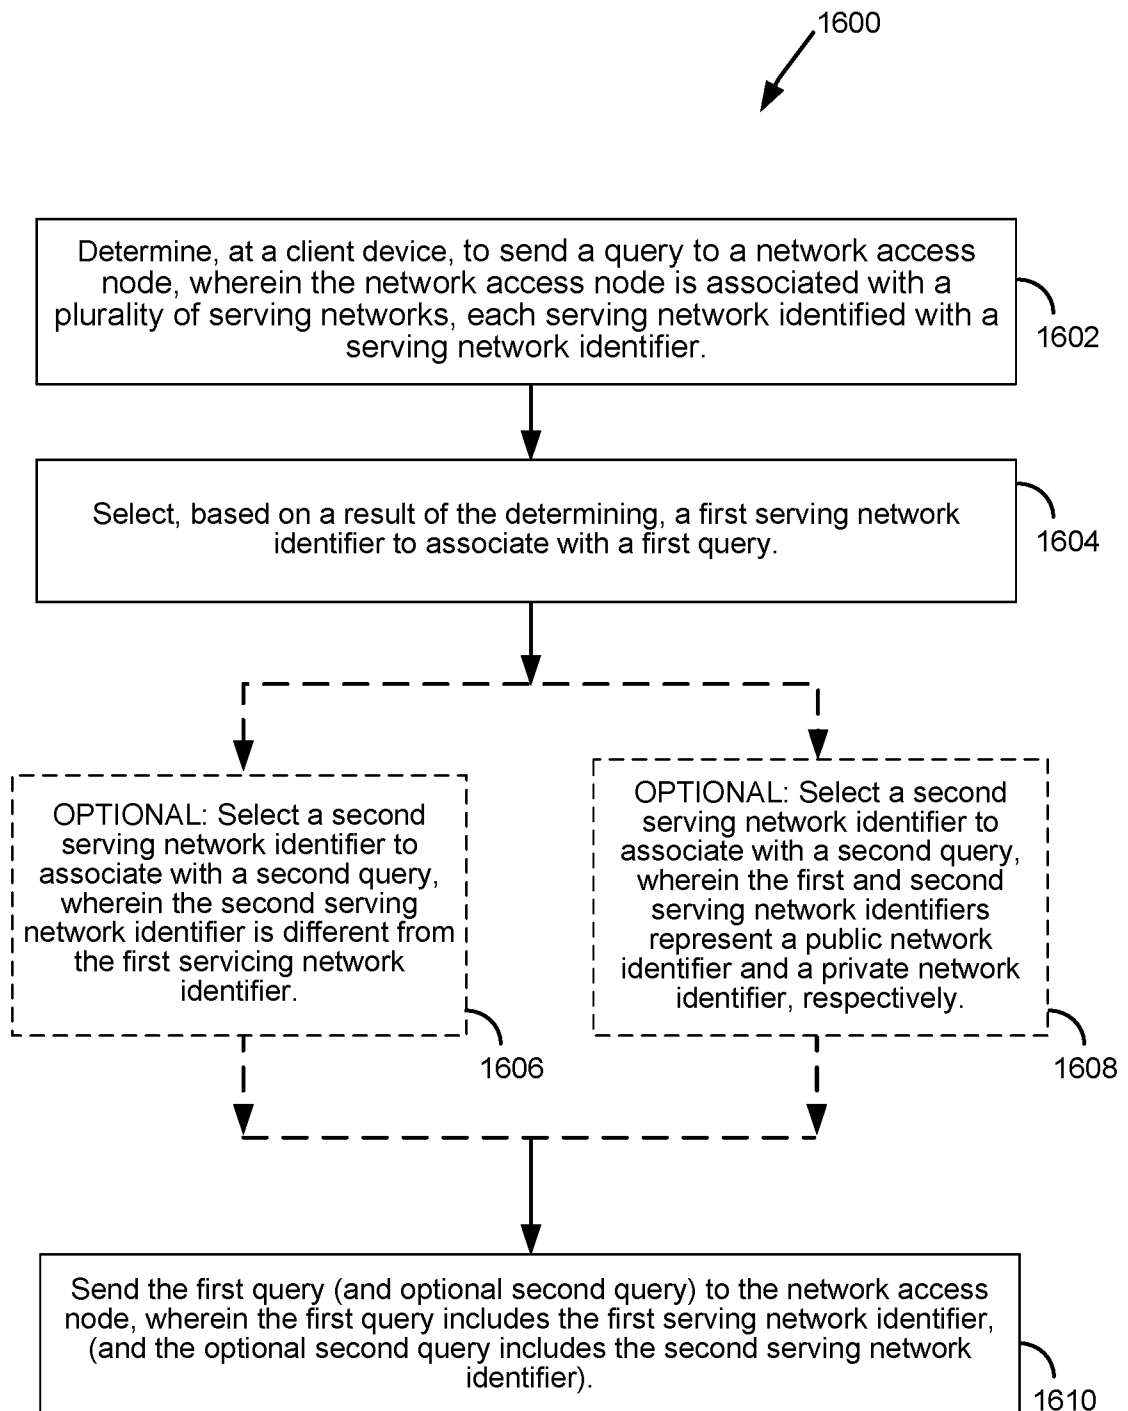 1600
Determine, at a client device, to send a query to a network access
node, wherein the network access node is associated with a
plurality of serving networks, each serving network identified with a
serving network identifier.
1602
Select, based on a result of the determining, a first serving network
identifier to associate with a first query.
1604
OPTIONAL: Select a second
serving network identifier to
associate with a second query,
wherein the second serving
network identifier is different from
the first servicing network
identifier.
1606
OPTIONAL: Select a second
serving network identifier to
associate with a second query,
wherein the first and second
serving network identifiers
represent a public network
identifier and a private network
identifier, respectively.
1608
Send the first query (and optional second query) to the network access
node, wherein the first query includes the first serving network identifier,
(and the optional second query includes the second serving network
identifier).
1610